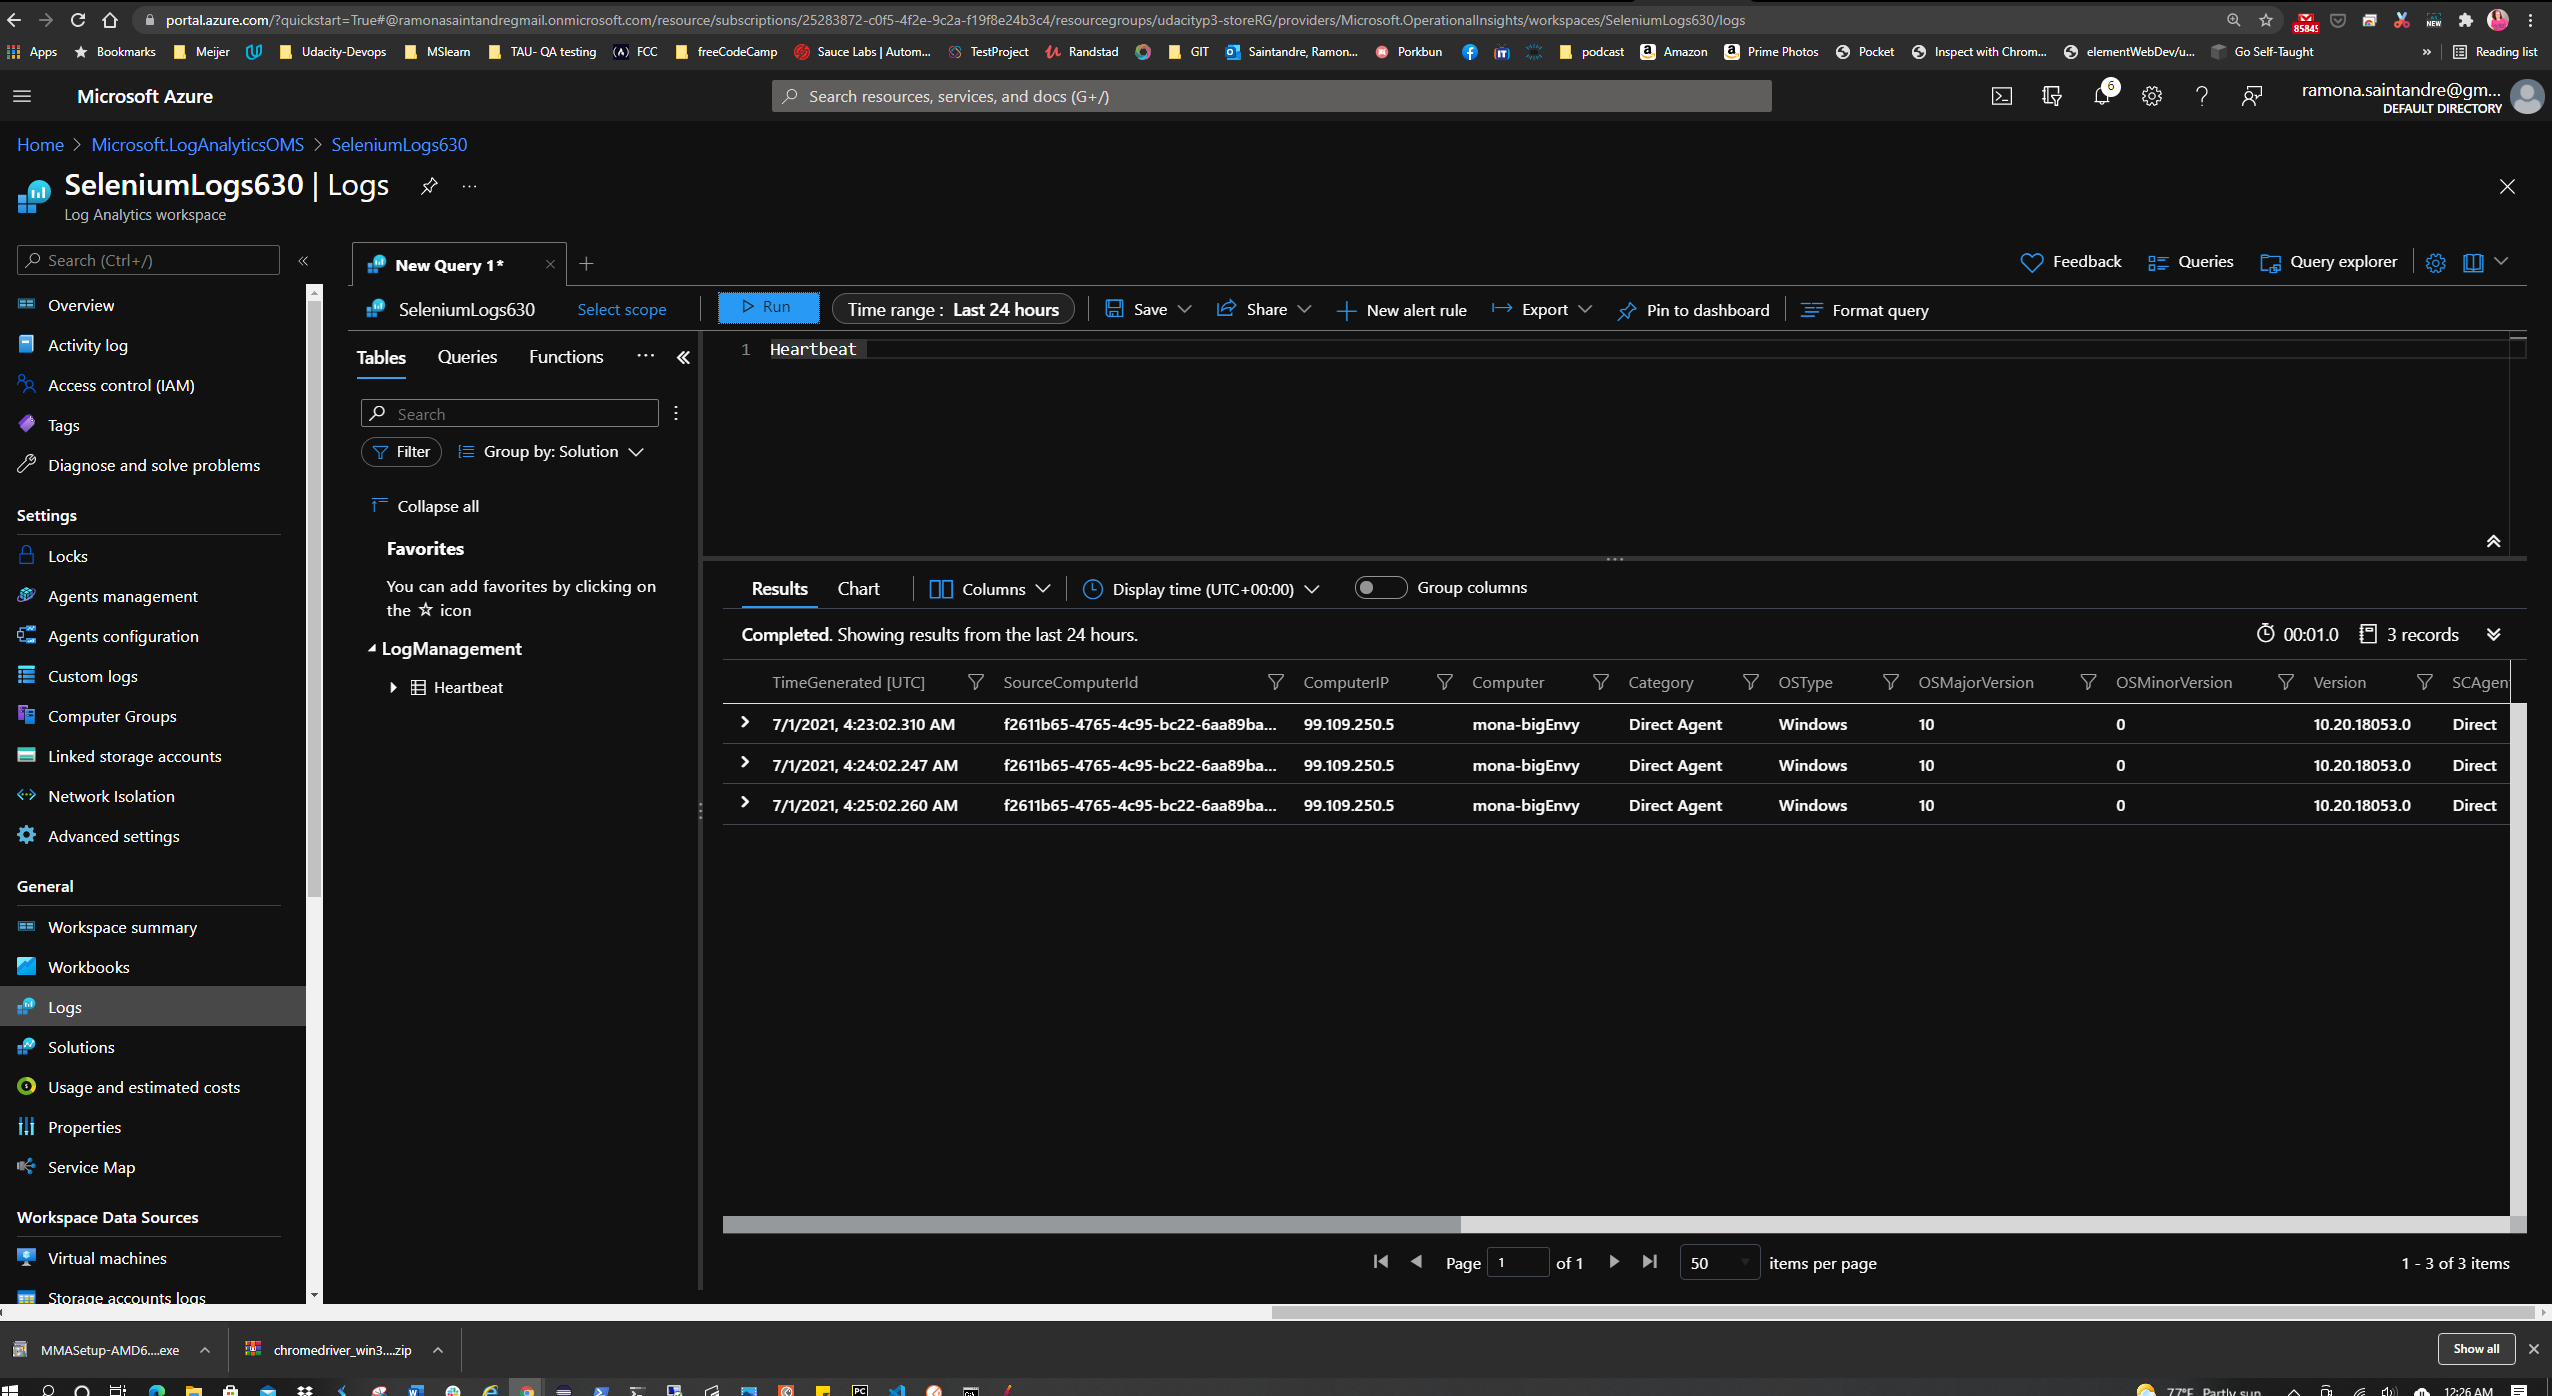 portal.azure.com/?quickstart=True#@ramonasaintandregmail.onmicrosoft.com/resource/subscriptions/25283872-c0f5-4f2e-9c2a-f19f8e24b3c4/resourcegroups/udacityp3-storeRG/providers/Microsoft.OperationalInsights/workspaces/SeleniumLogs630/logs
Apps Bookmarks Meijer Udacity-Devops MSlearn TAU- QA testing FCC freeCodeCamp Sauce Labs | Autom... TestProject Randstad GIT Saintandre, Ramon... Porkbun podcast Amazon Prime Photos Pocket Inspect with Chrom... elementWebDev/u... Go Self-Taught » Reading list
Microsoft Azure
Search resources, services, and docs (G+/)
6
ramona.saintandre@gm...
DEFAULT DIRECTORY
Home > Microsoft.LogAnalyticsOMS > SeleniumLogs630
SeleniumLogs630 | Logs
Log Analytics workspace
Search (Ctrl+/)
Overview
Activity log
Access control (IAM)
Tags
Diagnose and solve problems
Settings
Locks
Agents management
Agents configuration
Custom logs
Computer Groups
Linked storage accounts
Network Isolation
Advanced settings
General
Workspace summary
Workbooks
Logs
Solutions
Usage and estimated costs
Properties
Service Map
Workspace Data Sources
Virtual machines
Storage accounts logs
New Query 1*
Feedback Queries Query explorer
SeleniumLogs630 Select scope Run Time range : Last 24 hours Save Share New alert rule Export Pin to dashboard Format query
Tables Queries Functions
Search
Filter Group by: Solution
Collapse all
Favorites
You can add favorites by clicking on
the ☆ icon
LogManagement
Heartbeat
1 Heartbeat
Results Chart Columns Display time (UTC+00:00) Group columns
Completed. Showing results from the last 24 hours. 00:01.0 3 records
TimeGenerated [UTC] SourceComputerId ComputerIP Computer Category OSType OSMajorVersion OSMinorVersion Version SCAgen
7/1/2021, 4:23:02.310 AM f2611b65-4765-4c95-bc22-6aa89ba... 99.109.250.5 mona-bigEnvy Direct Agent Windows 10 0 10.20.18053.0 Direct
7/1/2021, 4:24:02.247 AM f2611b65-4765-4c95-bc22-6aa89ba... 99.109.250.5 mona-bigEnvy Direct Agent Windows 10 0 10.20.18053.0 Direct
7/1/2021, 4:25:02.260 AM f2611b65-4765-4c95-bc22-6aa89ba... 99.109.250.5 mona-bigEnvy Direct Agent Windows 10 0 10.20.18053.0 Direct
Page 1 of 1 50 items per page 1 - 3 of 3 items
MMASetup-AMD6....exe chromedriver_win3....zip Show all
77°F Partly sun 12:26 AM